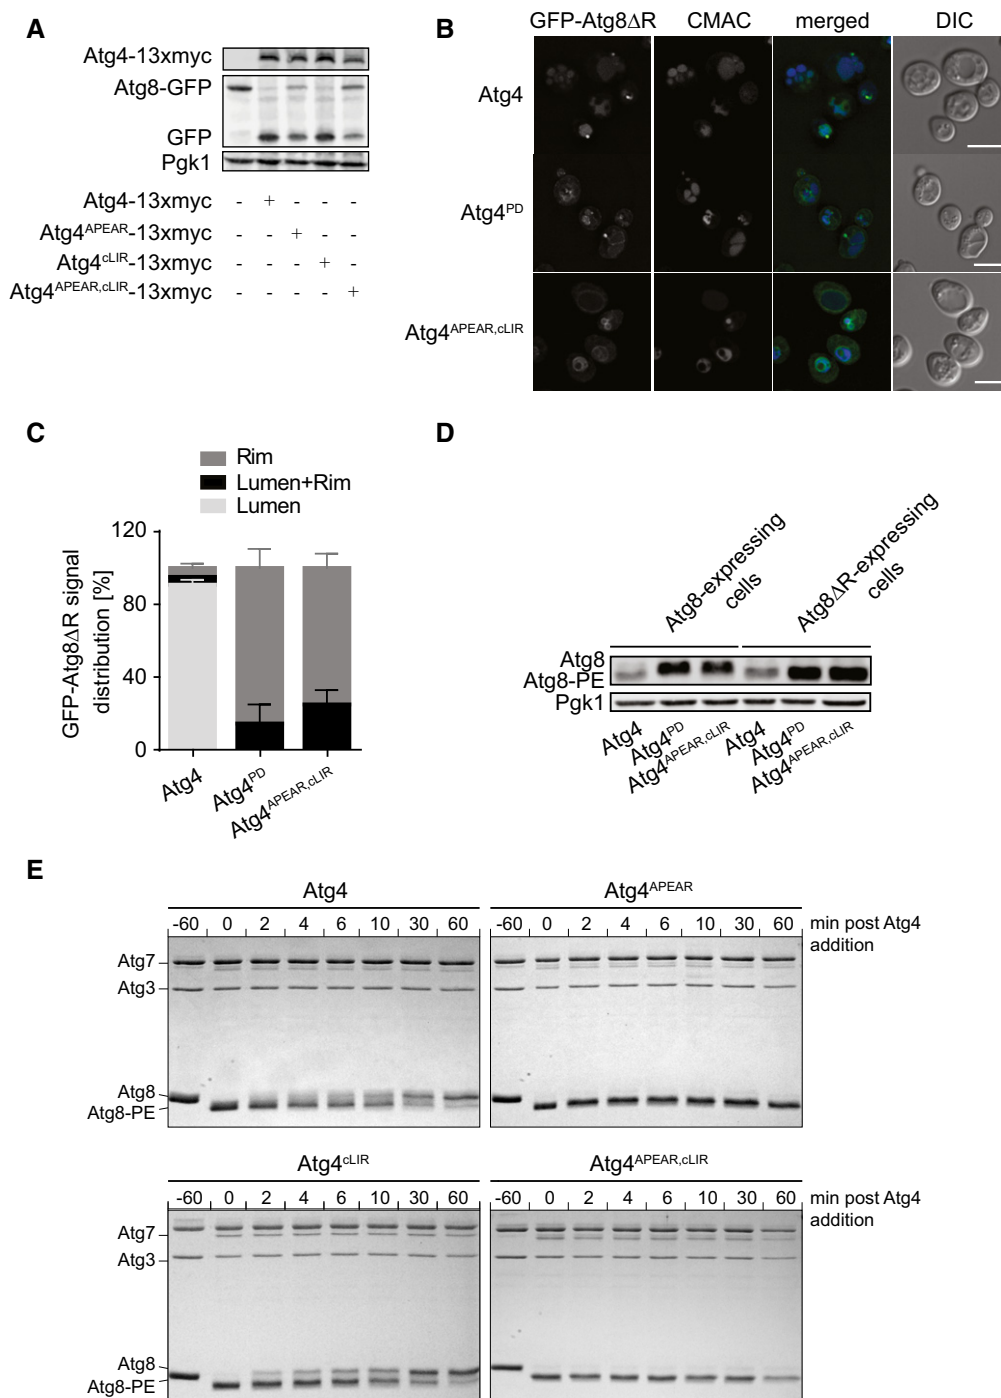 A
Atg4-13xmyc
Atg8-GFP
GFP
Pgk1
Atg4-13xmyc - + - - -
Atg4APEAR-13xmyc - - + - -
Atg4cLIR-13xmyc - - - + -
Atg4APEAR,cLIR-13xmyc - - - - +
B
GFP-Atg8ΔR CMAC merged DIC
Atg4
Atg4PD
Atg4APEAR,cLIR
C
Rim
Lumen+Rim
Lumen
GFP-Atg8ΔR signal
distribution [%]
120
80
40
0
Atg4
Atg4PD
Atg4APEAR,cLIR
D
Atg8-expressing
cells
Atg8ΔR-expressing
cells
Atg8
Atg8-PE
Pgk1
Atg4
Atg4PD
Atg4APEAR,cLIR
Atg4
Atg4PD
Atg4APEAR,cLIR
E
Atg4
-60 0 2 4 6 10 30 60
Atg4APEAR
-60 0 2 4 6 10 30 60
min post Atg4
addition
Atg7
Atg3
Atg8
Atg8-PE
Atg4cLIR
-60 0 2 4 6 10 30 60
Atg4APEAR,cLIR
-60 0 2 4 6 10 30 60
min post Atg4
addition
Atg7
Atg3
Atg8
Atg8-PE